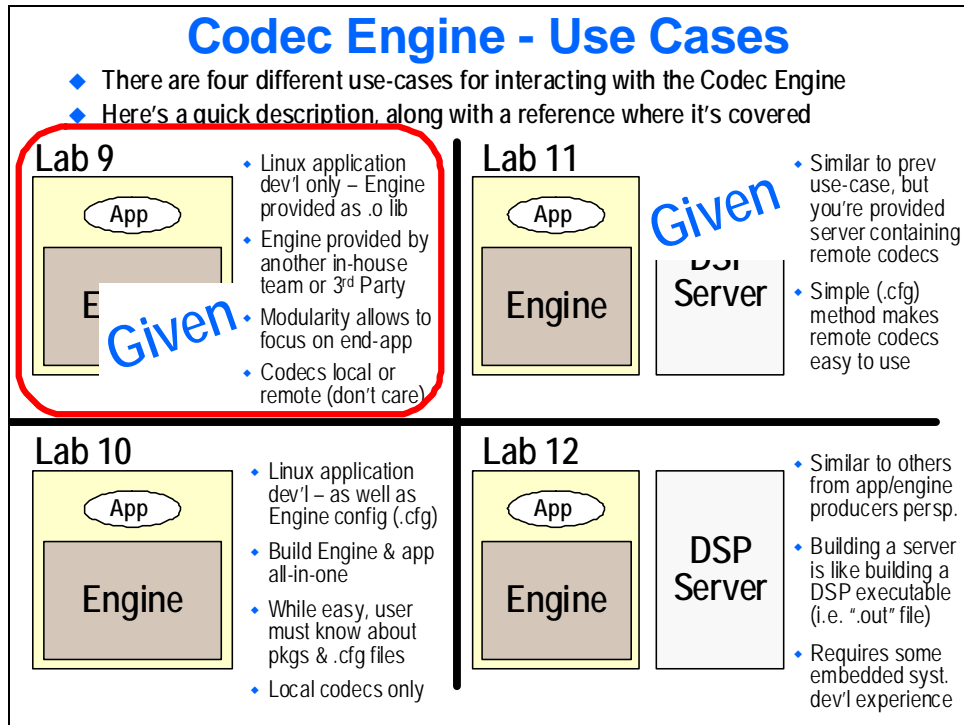 Codec Engine - Use Cases
There are four different use-cases for interacting with the Codec Engine
Here's a quick description, along with a reference where it's covered
Lab 9
App
E
Given
Linux application
dev'l only – Engine
provided as .o lib
Engine provided by
another in-house
team or 3rd Party
Modularity allows to
focus on end-app
Codecs local or
remote (don't care)
Lab 11
App
Engine
Given
DSP
Server
Similar to prev
use-case, but
you're provided
server containing
remote codecs
Simple (.cfg)
method makes
remote codecs
easy to use
Lab 10
App
Engine
Linux application
dev'l – as well as
Engine config (.cfg)
Build Engine & app
all-in-one
While easy, user
must know about
pkgs & .cfg files
Local codecs only
Lab 12
App
Engine
DSP
Server
Similar to others
from app/engine
producers persp.
Building a server
is like building a
DSP executable
(i.e. ".out" file)
Requires some
embedded syst.
dev'l experience